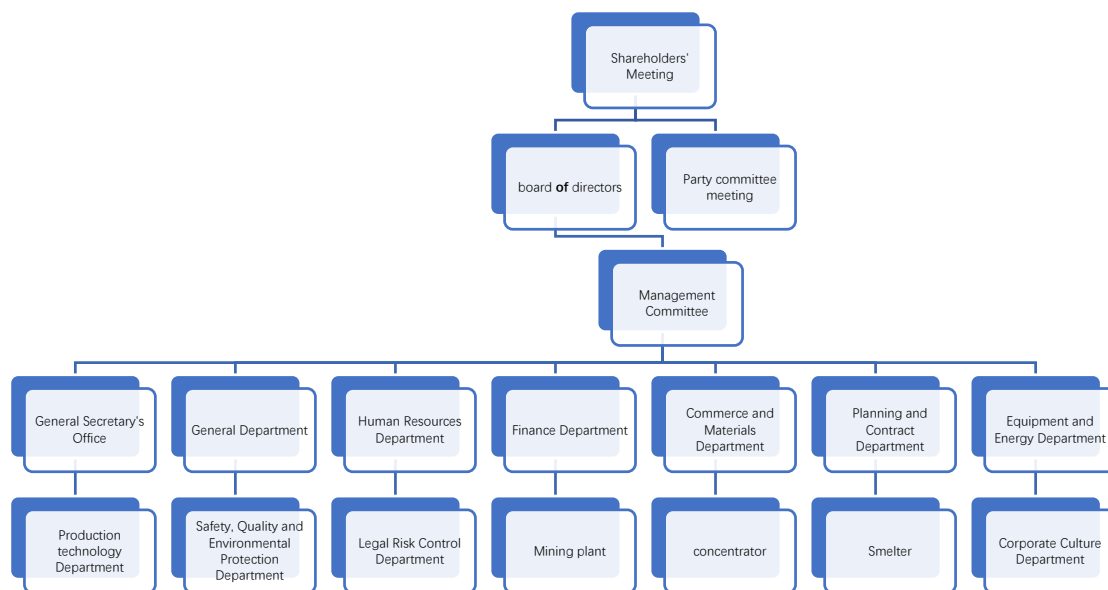 Shareholders'
Meeting
board of directors
Party committee
meeting
Management
Committee
General Secretary's
Office
General Department
Human Resources
Department
Finance Department
Commerce and
Materials
Department
Planning and
Contract
Department
Equipment and
Energy Department
Production
technology
Department
Safety, Quality and
Environmental
Protection
Department
Legal Risk Control
Department
Mining plant
concentrator
Smelter
Corporate Culture
Department